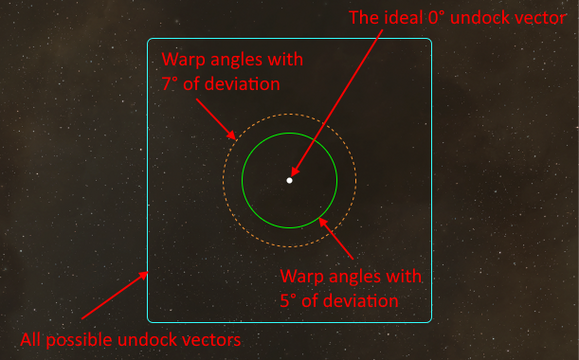 The ideal 0° undock vector
Warp angles with
7° of deviation
Warp angles with
5° of deviation
All possible undock vectors